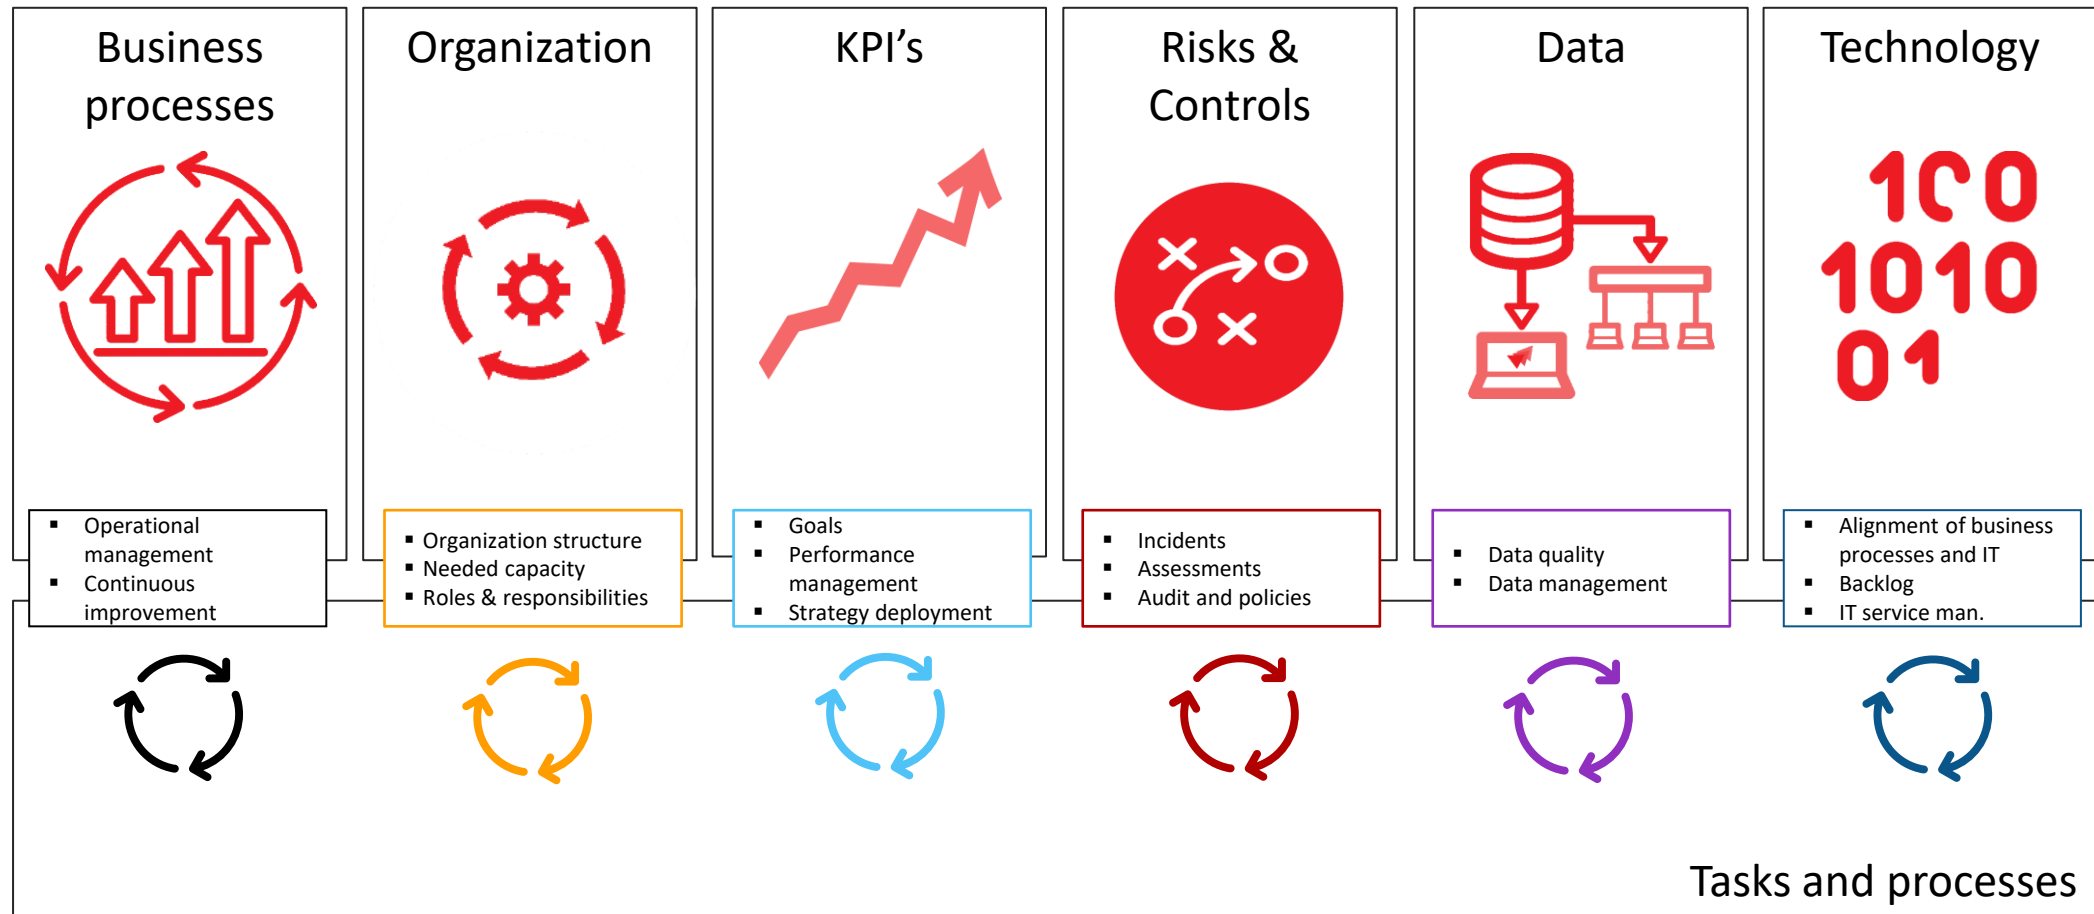 Business
processes
Organization
KPI’s
Risks &
Controls
Data
Technology
100
1010
01
▪ Operational
management
▪ Continuous
improvement
▪ Organization structure
▪ Needed capacity
▪ Roles & responsibilities
▪ Goals
▪ Performance
management
▪ Strategy deployment
▪ Incidents
▪ Assessments
▪ Audit and policies
▪ Data quality
▪ Data management
▪ Alignment of business
processes and IT
▪ Backlog
▪ IT service man.
Tasks and processes